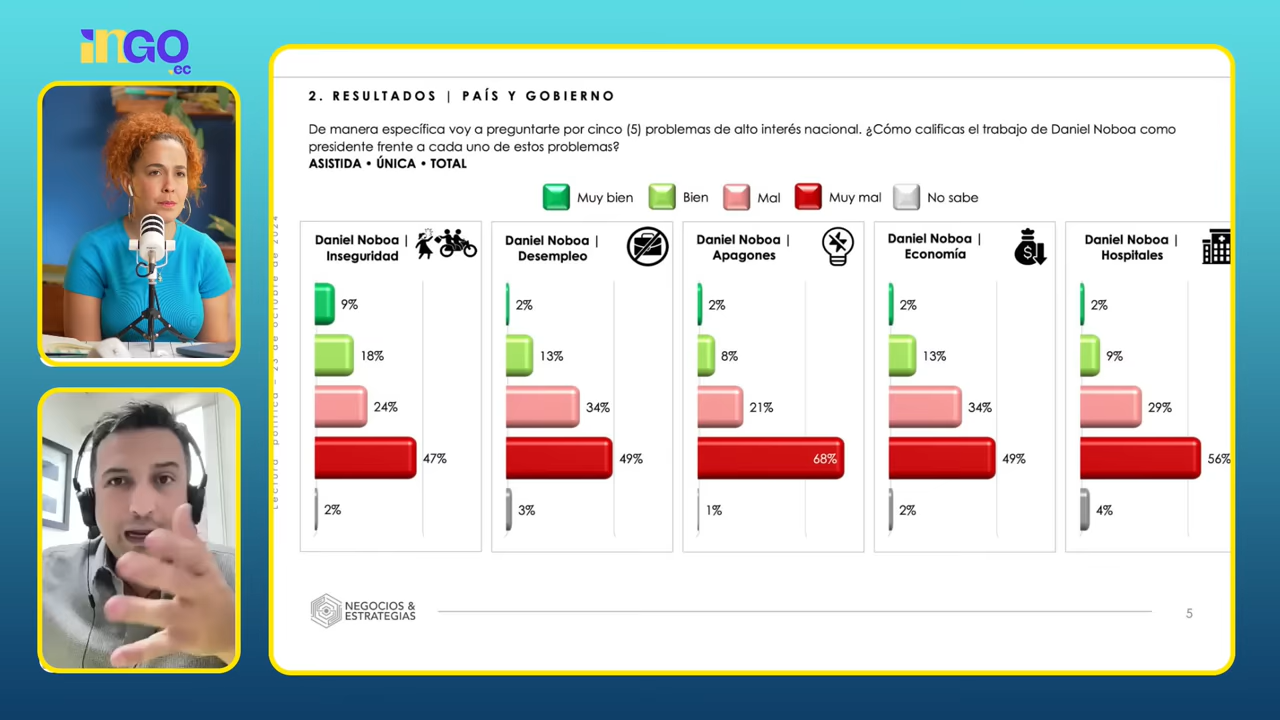 inGO
.ec
2. RESULTADOS | PAÍS Y GOBIERNO
De manera específica voy a preguntarte por cinco (5) problemas de alto interés nacional. ¿Cómo calificas el trabajo de Daniel Noboa como
presidente frente a cada uno de estos problemas?
ASISTIDA • ÚNICA • TOTAL
Muy bien
Bien
Mal
Muy mal
No sabe
Daniel Noboa |
Inseguridad
9%
18%
24%
47%
2%
Daniel Noboa |
Desempleo
2%
13%
34%
49%
3%
Daniel Noboa |
Apagones
2%
8%
21%
68%
1%
Daniel Noboa |
Economía
2%
13%
34%
49%
2%
Daniel Noboa |
Hospitales
2%
9%
29%
56%
4%
NEGOCIOS &
ESTRATEGIAS
5